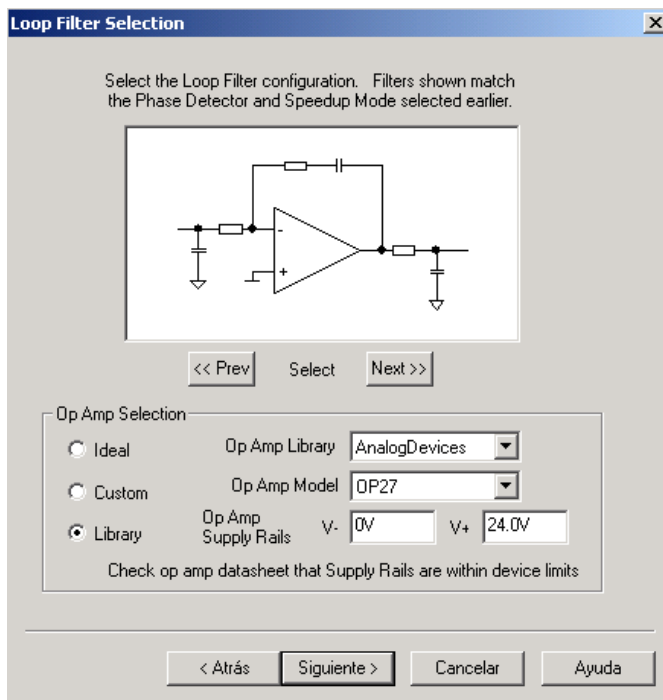 Loop Filter Selection
Select the Loop Filter configuration. Filters shown match
the Phase Detector and Speedup Mode selected earlier.
-
+
<< Prev Select Next >>
Op Amp Selection
Ideal Op Amp Library AnalogDevices
Custom Op Amp Model OP27
Library Op Amp Supply Rails V- 0V V+ 24.0V
Check op amp datasheet that Supply Rails are within device limits
< Atrás Siguiente > Cancelar Ayuda